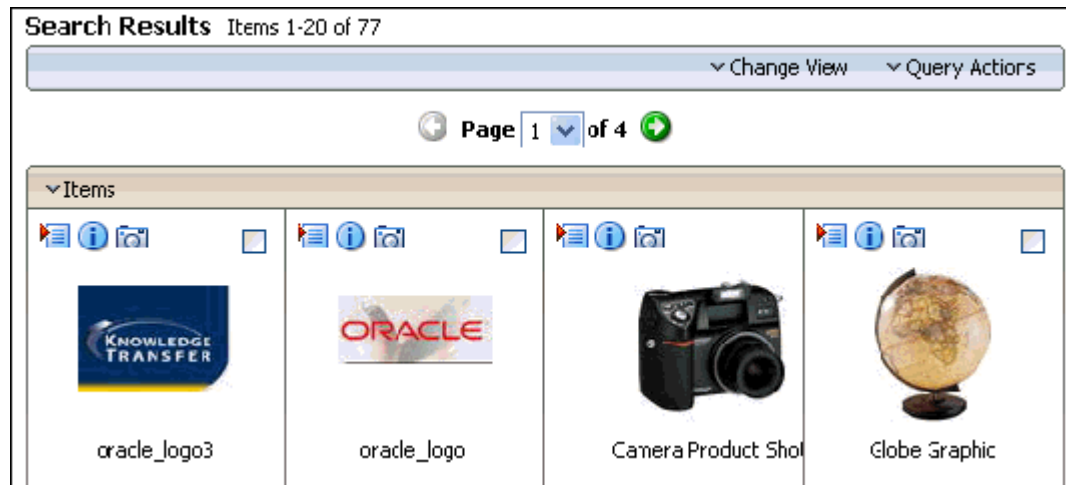 Search Results Items 1-20 of 77
Change View Query Actions
Page 1 of 4
Items
KNOWLEDGE
TRANSFER
ORACLE
oracle_logo3 oracle_logo Camera Product Shot Globe Graphic